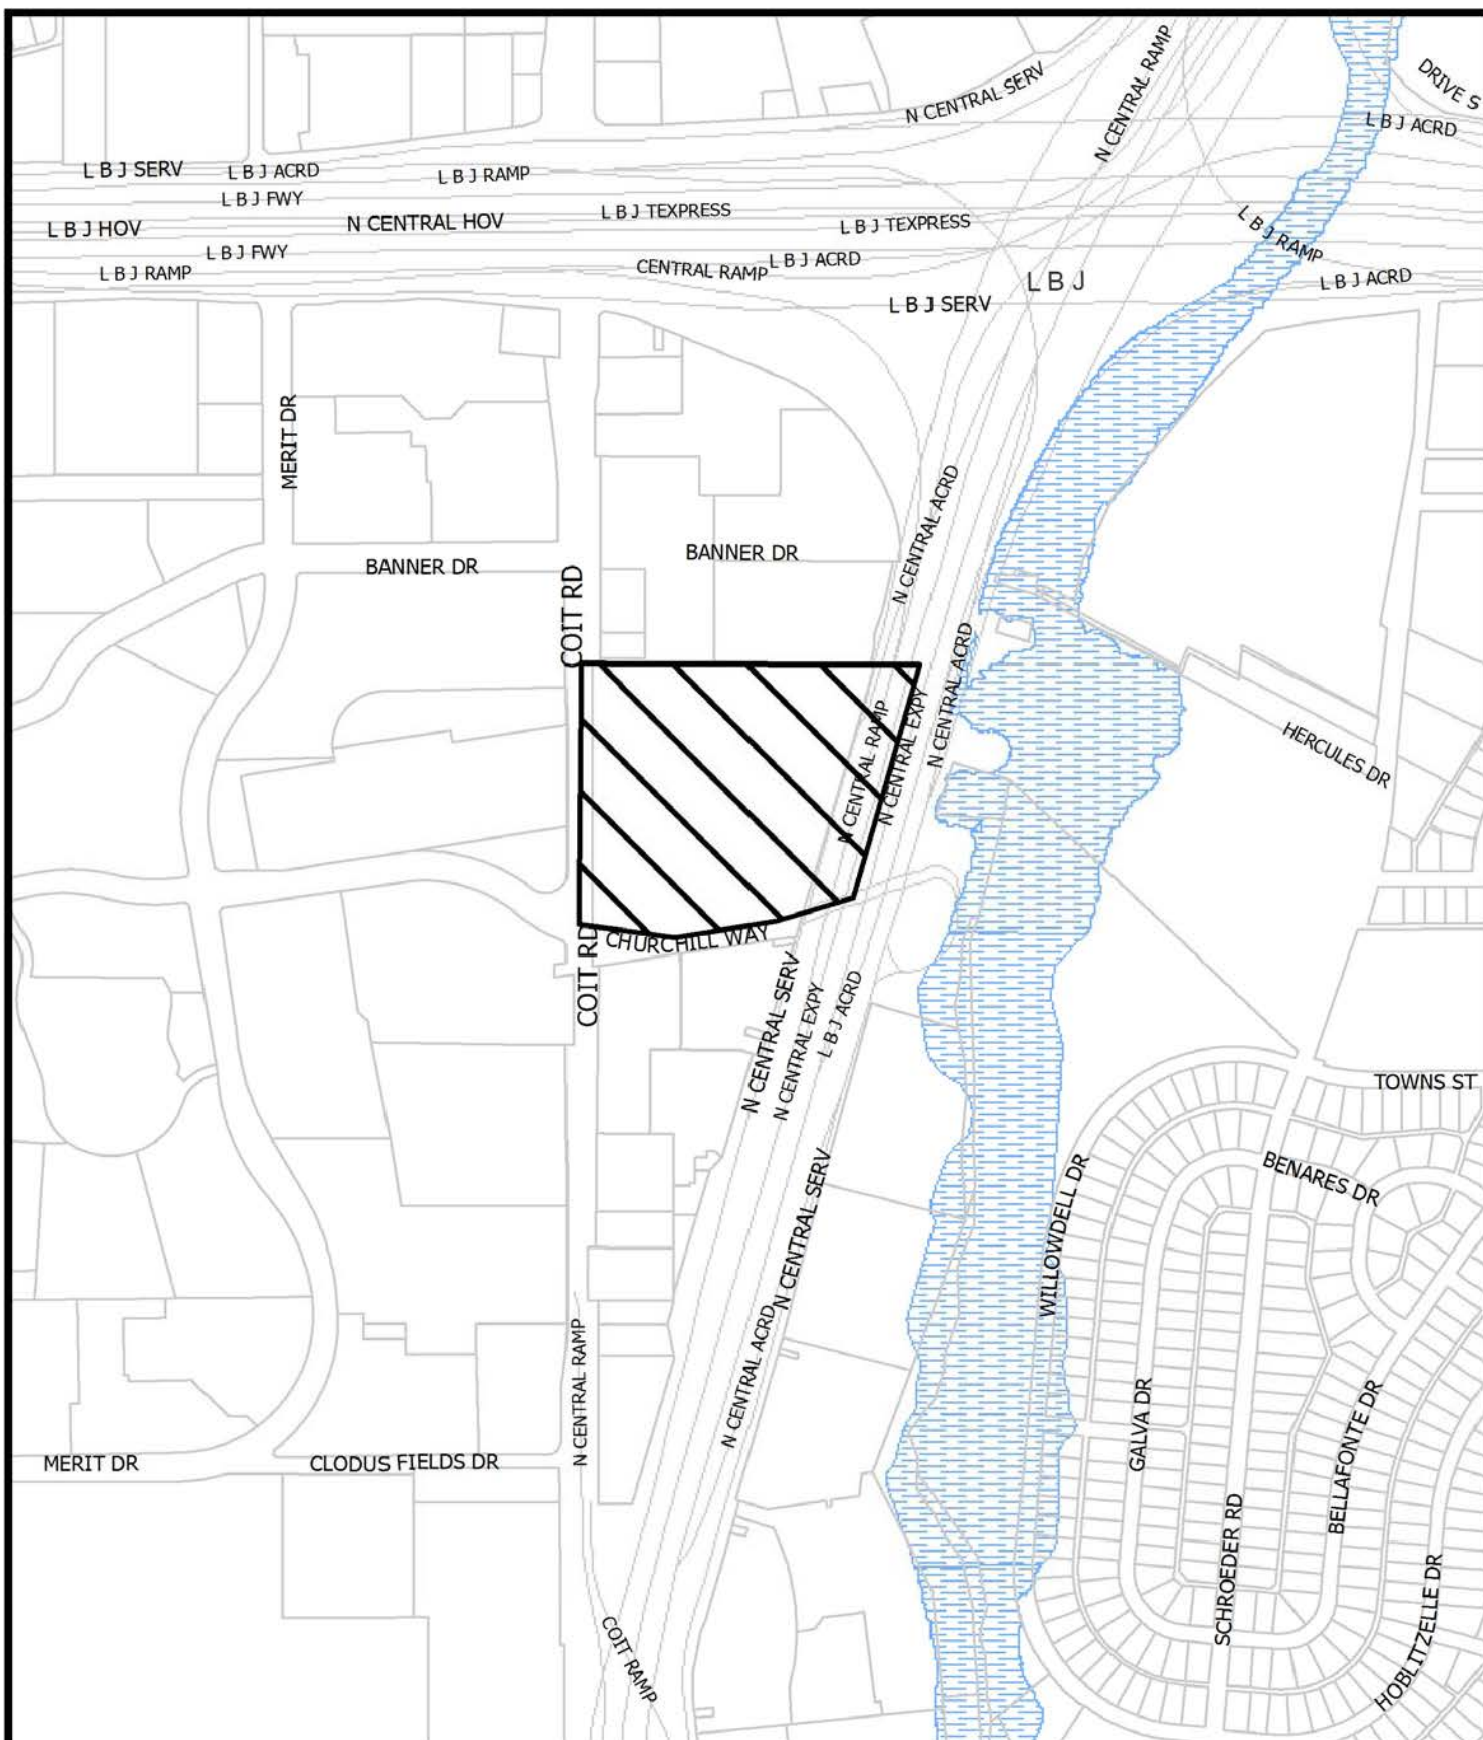 N CENTRAL SERV
N CENTRAL RAMP
DRIVE S
L B J ACRD
L B J SERV
L B J ACRD
L B J RAMP
L B J FWY
L B J HOV
N CENTRAL HOV
L B J TEXPRESS
L B J TEXPRESS
L B J RAMP
L B J FWY
L B J RAMP
CENTRAL RAMP
L B J ACRD
L B J
L B J ACRD
L B J SERV
MERIT DR
N CENTRAL ACRD
BANNER DR
BANNER DR
COIT RD
N CENTRAL ACRD
N CENTRAL RAMP
N CENTRAL EXPY
HERCULES DR
CHURCHILL WAY
COIT RD
N CENTRAL SERV
N CENTRAL EXPY
L B J ACRD
TOWNS ST
N CENTRAL SERV
WILLOWDELL DR
BENARES DR
N CENTRAL RAMP
N CENTRAL ACRD
GALVA DR
BELLAFONTE DR
MERIT DR
CLODUS FIELDS DR
SCHROEDER RD
HOBLITZELLE DR
COIT RAMP